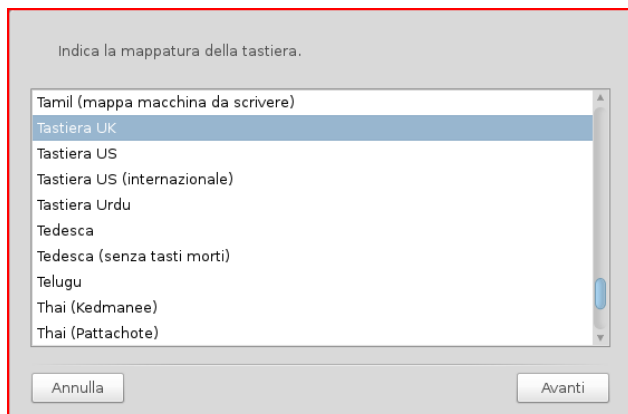 Indica la mappatura della tastiera.
Tamil (mappa macchina da scrivere)
Tastiera UK
Tastiera US
Tastiera US (internazionale)
Tastiera Urdu
Tedesca
Tedesca (senza tasti morti)
Telugu
Thai (Kedmanee)
Thai (Pattachote)
Annulla
Avanti